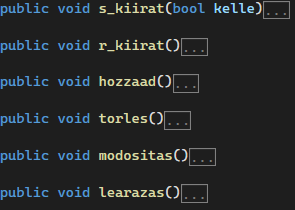 public void s_kiirat(bool kelle)...
public void r_kiirat()...
public void hozzaad()...
public void torles()...
public void modositas()...
public void learazas()...